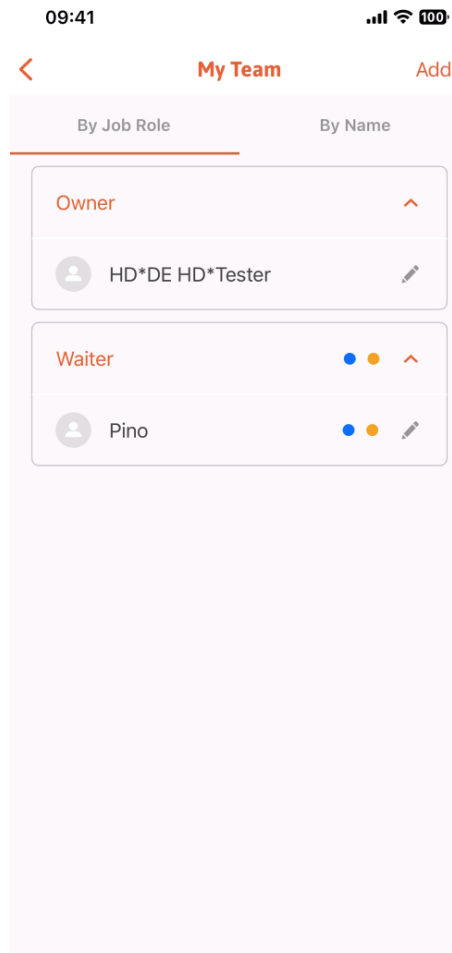 09:41
100
My Team
Add
By Job Role
By Name
Owner
HD*DE HD*Tester
Waiter
Pino